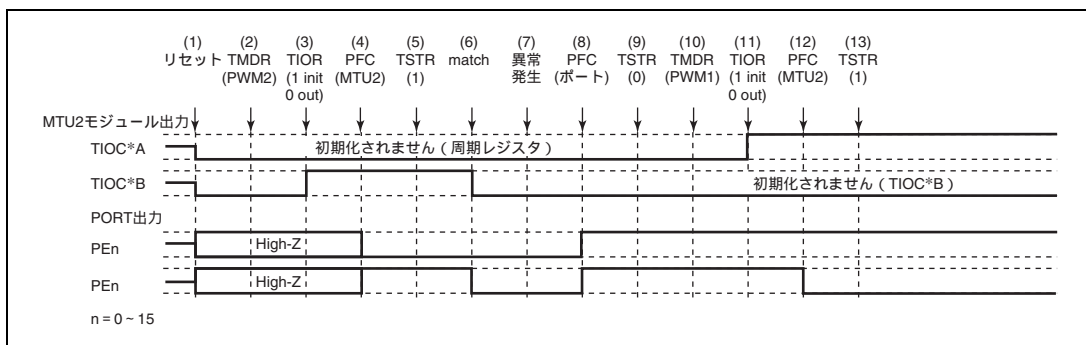 (1) (2) (3) (4) (5) (6) (7) (8) (9) (10) (11) (12) (13)
リセット TMDR TIOR PFC TSTR match 異常 PFC TSTR TMDR TIOR PFC TSTR
(PWM2) (1 init (MTU2) (1) 発生 (ポート) (0) (PWM1) (1 init (MTU2) (1)
0 out) 0 out)
MTU2モジュール出力
TIOC*A 初期化されません（周期レジスタ）
TIOC*B 初期化されません（TIOC*B）
PORT出力
PEn High-Z
PEn High-Z
n = 0 ~ 15